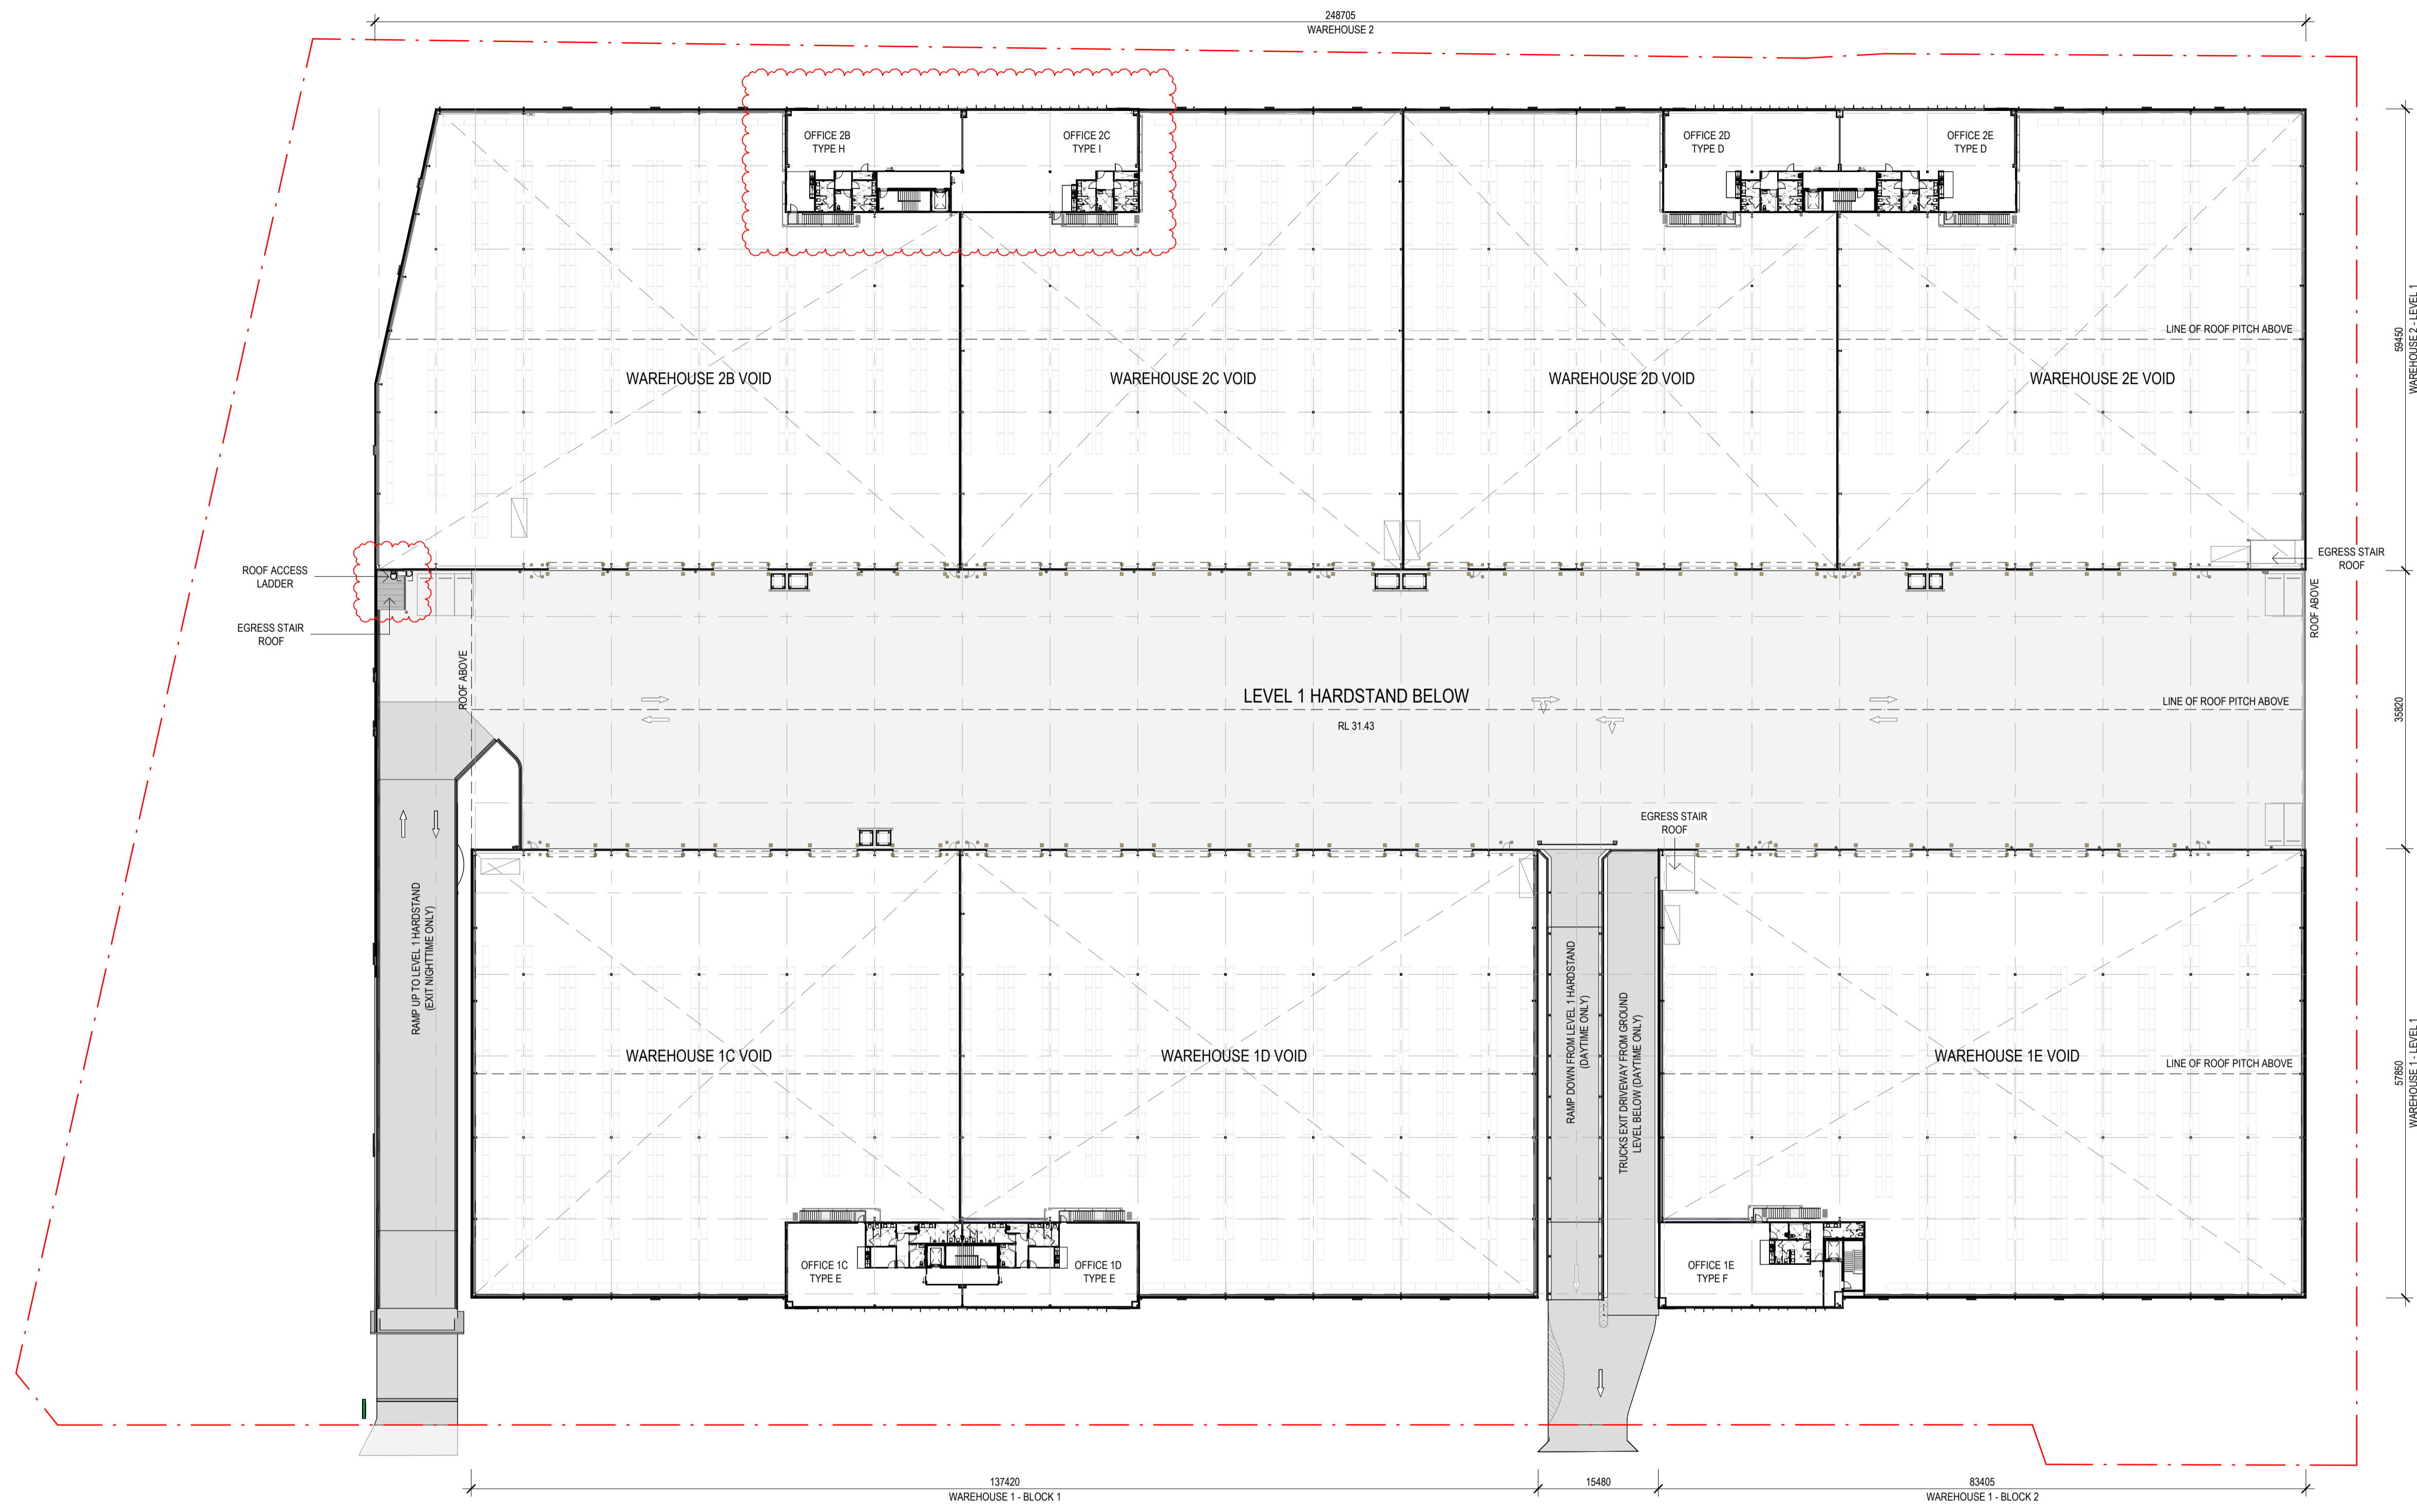 248705
WAREHOUSE 2
OFFICE 2B
TYPE H
OFFICE 2C
TYPE I
OFFICE 2D
TYPE D
OFFICE 2E
TYPE D
LINE OF ROOF PITCH ABOVE
59450
WAREHOUSE 2 - LEVEL 1
WAREHOUSE 2B VOID
WAREHOUSE 2C VOID
WAREHOUSE 2D VOID
WAREHOUSE 2E VOID
ROOF ACCESS
LADDER
EGRESS STAIR
ROOF
EGRESS STAIR
ROOF
ROOF ABOVE
ROOF ABOVE
LEVEL 1 HARDSTAND BELOW
RL 31.43
LINE OF ROOF PITCH ABOVE
35820
EGRESS STAIR
ROOF
RAMP UP TO LEVEL 1 HARDSTAND
(EXIT NIGHTTIME ONLY)
RAMP DOWN FROM LEVEL 1 HARDSTAND
(DAYTIME ONLY)
TRUCKS EXIT DRIVEWAY FROM GROUND
LEVEL BELOW (DAYTIME ONLY)
WAREHOUSE 1C VOID
WAREHOUSE 1D VOID
WAREHOUSE 1E VOID
LINE OF ROOF PITCH ABOVE
57850
WAREHOUSE 1 - LEVEL 1
OFFICE 1C
TYPE E
OFFICE 1D
TYPE E
OFFICE 1E
TYPE F
137420
WAREHOUSE 1 - BLOCK 1
15480
83405
WAREHOUSE 1 - BLOCK 2